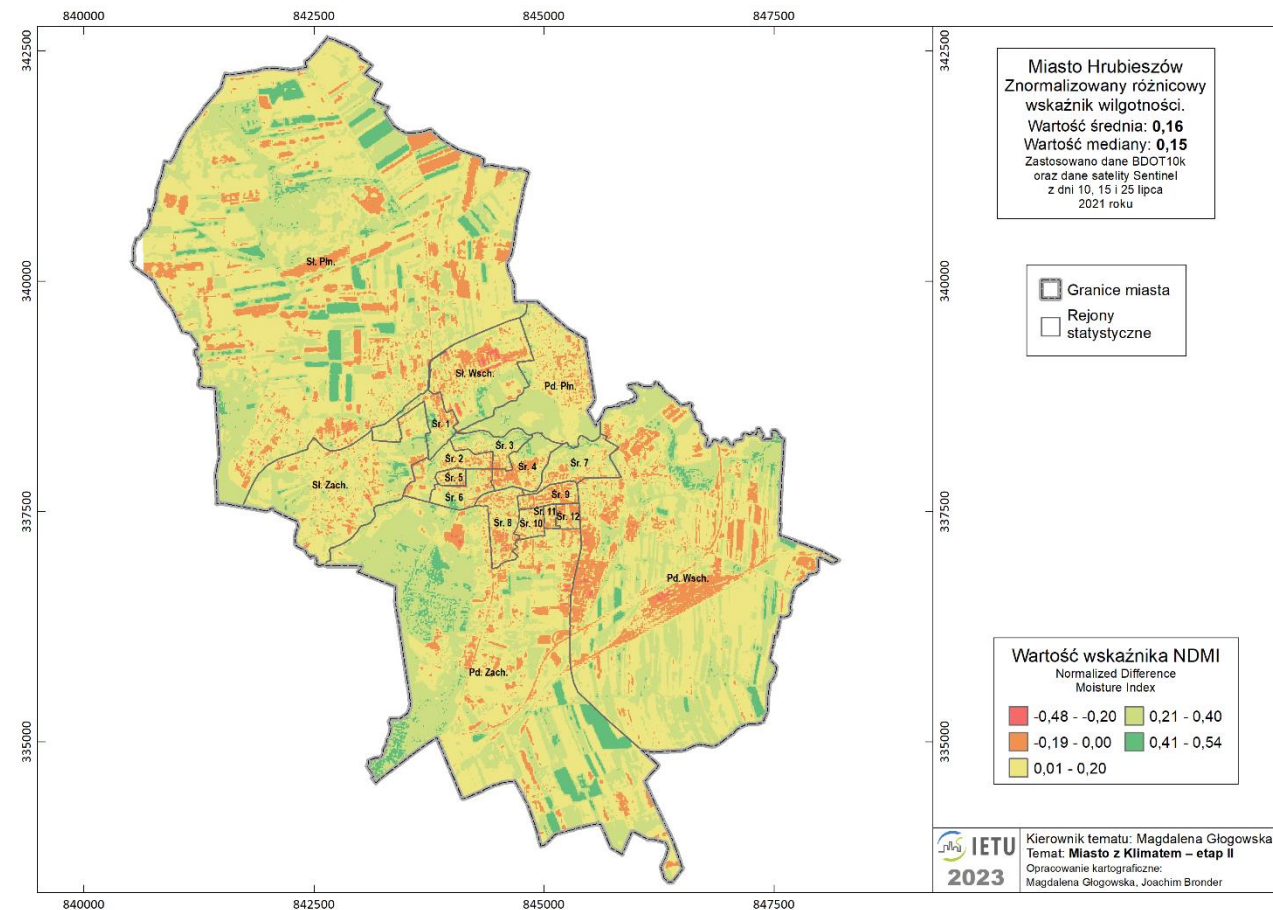 840000
842500
845000
847500
342500
342500
Miasto Hrubieszów
Znormalizowany różnicowy
wskaźnik wilgotności.
Wartość średnia: 0,16
Wartość mediany: 0,15
Zastosowano dane BDOT10k
oraz dane satelity Sentinel
z dni 10, 15 i 25 lipca
2021 roku
340000
340000
Granice miasta
Rejony
statystyczne
Sł. Płn.
Sł. Wsch.
Pd. Płn.
Śr. 1
Śr. 3
Śr. 2
Śr. 4
Śr. 7
Śr. 5
Sł. Zach.
Śr. 6
Śr. 9
337500
337500
Śr. 11
Śr. 12
Śr. 8
Śr. 10
Pd. Wsch.
Pd. Zach.
335000
335000
Wartość wskaźnika NDMI
Normalized Difference
Moisture Index
-0,48 - -0,20
0,21 - 0,40
-0,19 - 0,00
0,41 - 0,54
0,01 - 0,20
IETU
2023
Kierownik tematu: Magdalena Głogowska
Temat: Miasto z Klimatem – etap II
Opracowanie kartograficzne:
Magdalena Głogowska, Joachim Bronder
840000
842500
845000
847500